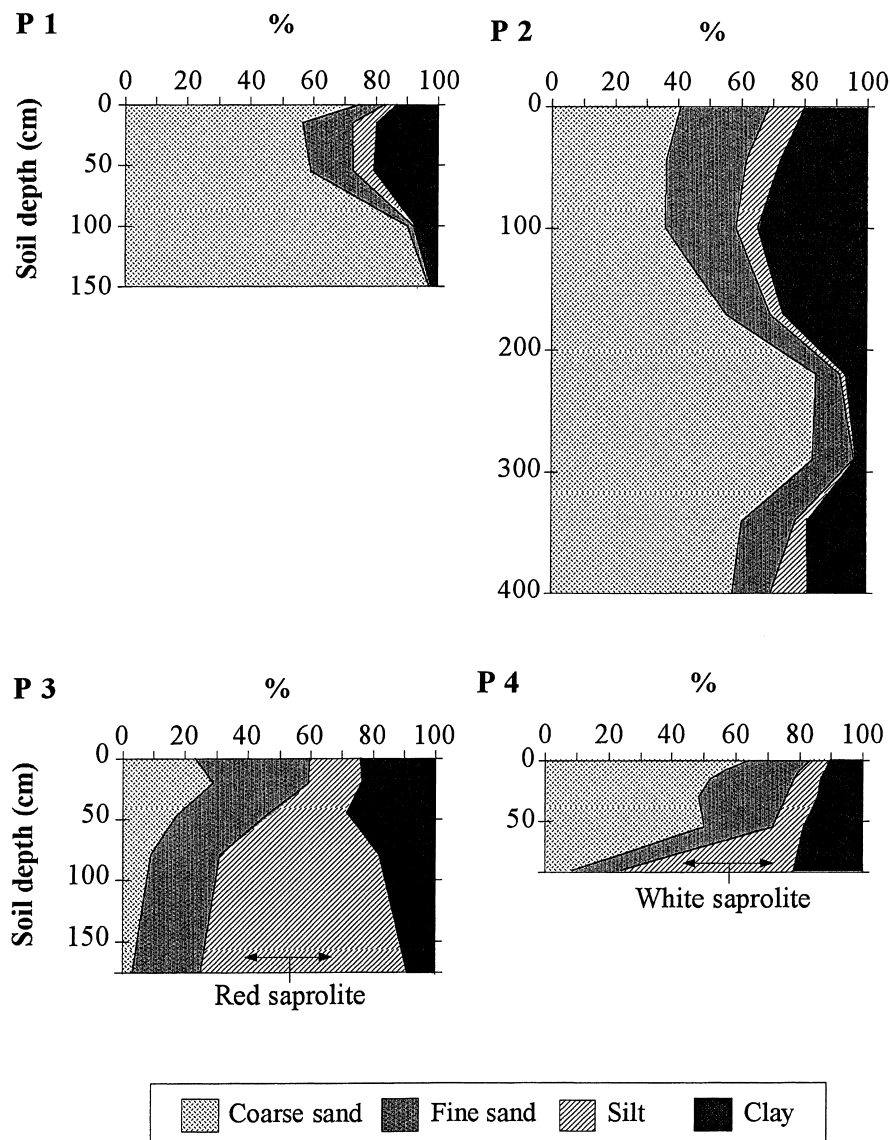 P 1 %
0 20 40 60 80 100
Soil depth (cm)
0
50
100
150
P 2 %
0 20 40 60 80 100
0
100
200
300
400
P 3 %
0 20 40 60 80 100
Soil depth (cm)
0
50
100
150
Red saprolite
P 4 %
0 20 40 60 80 100
0
50
White saprolite
Coarse sand Fine sand Silt Clay